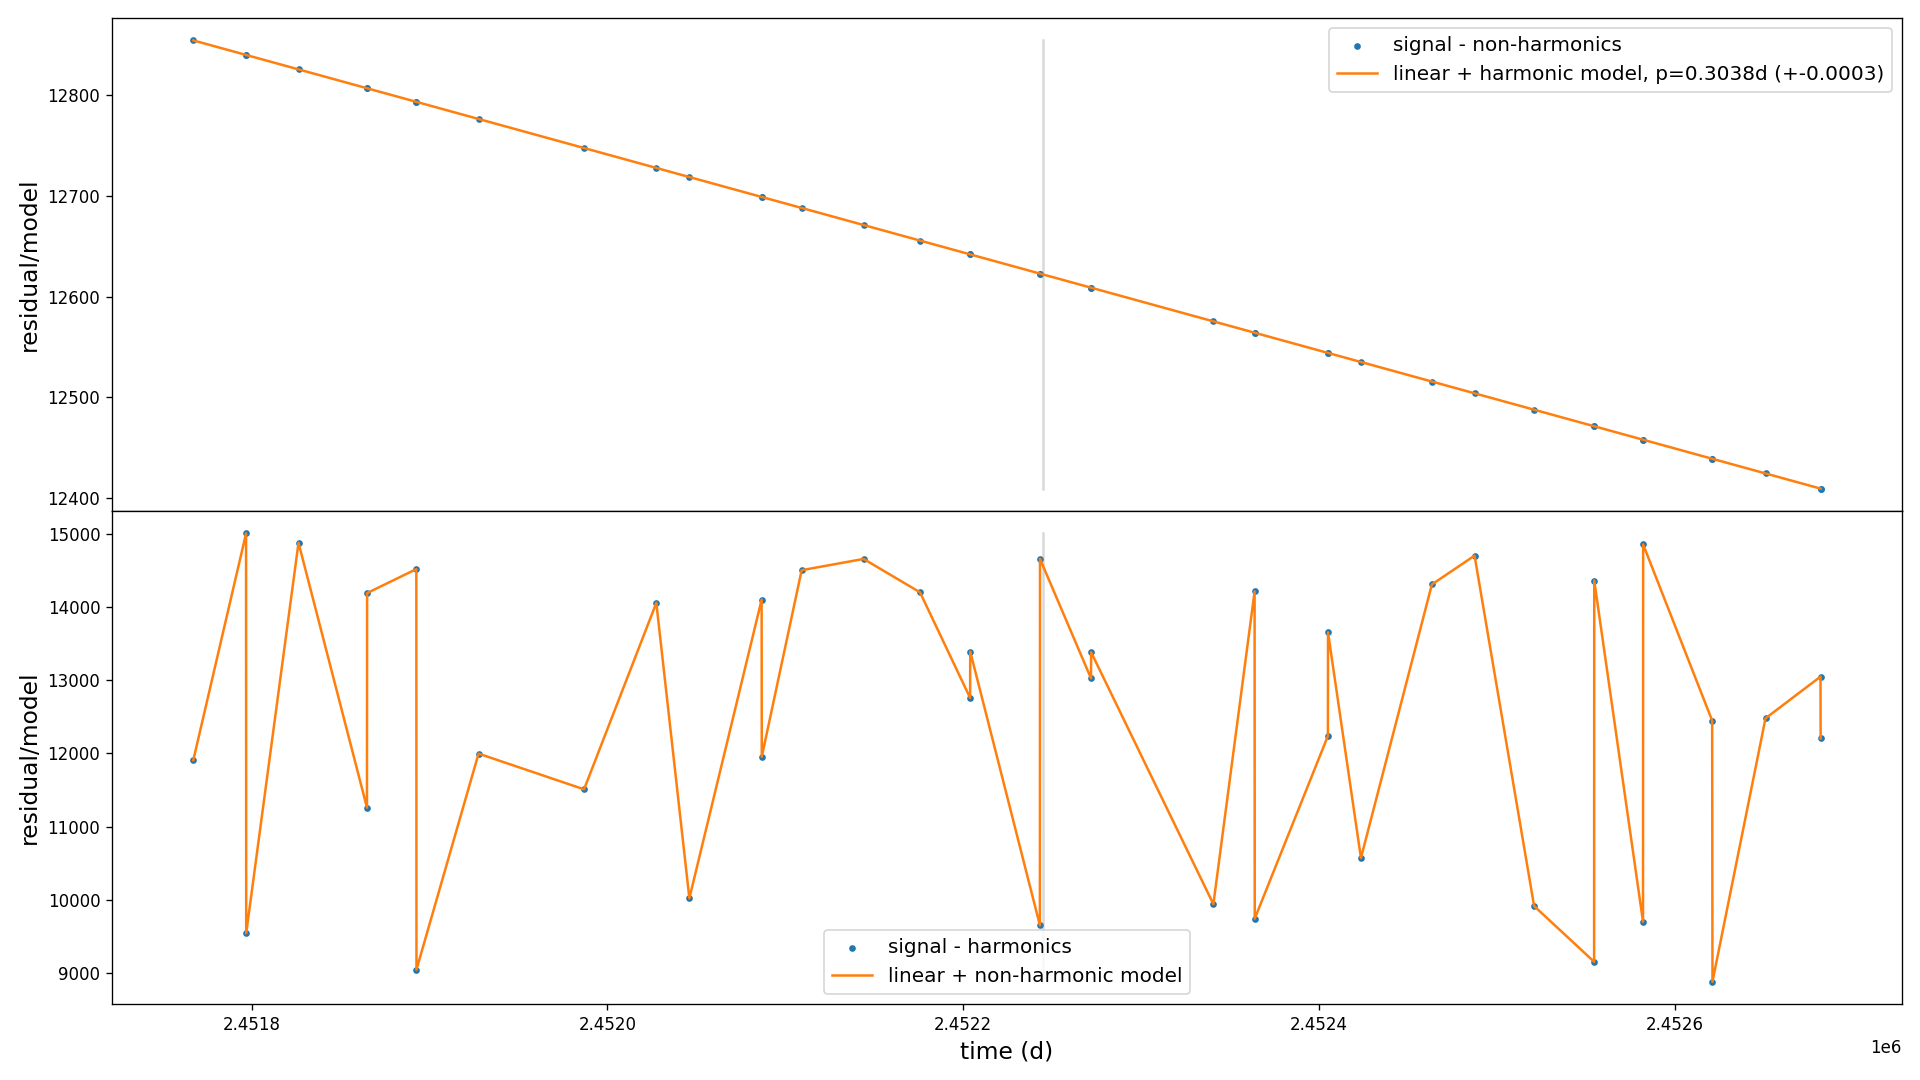 signal - non-harmonics
linear + harmonic model, p=0.3038d (+-0.0003)
residual/model
12800
12700
12600
12500
12400
residual/model
15000
14000
13000
12000
11000
10000
9000
signal - harmonics
linear + non-harmonic model
2.4518
2.4520
2.4522
2.4524
2.4526
time (d)
1e6